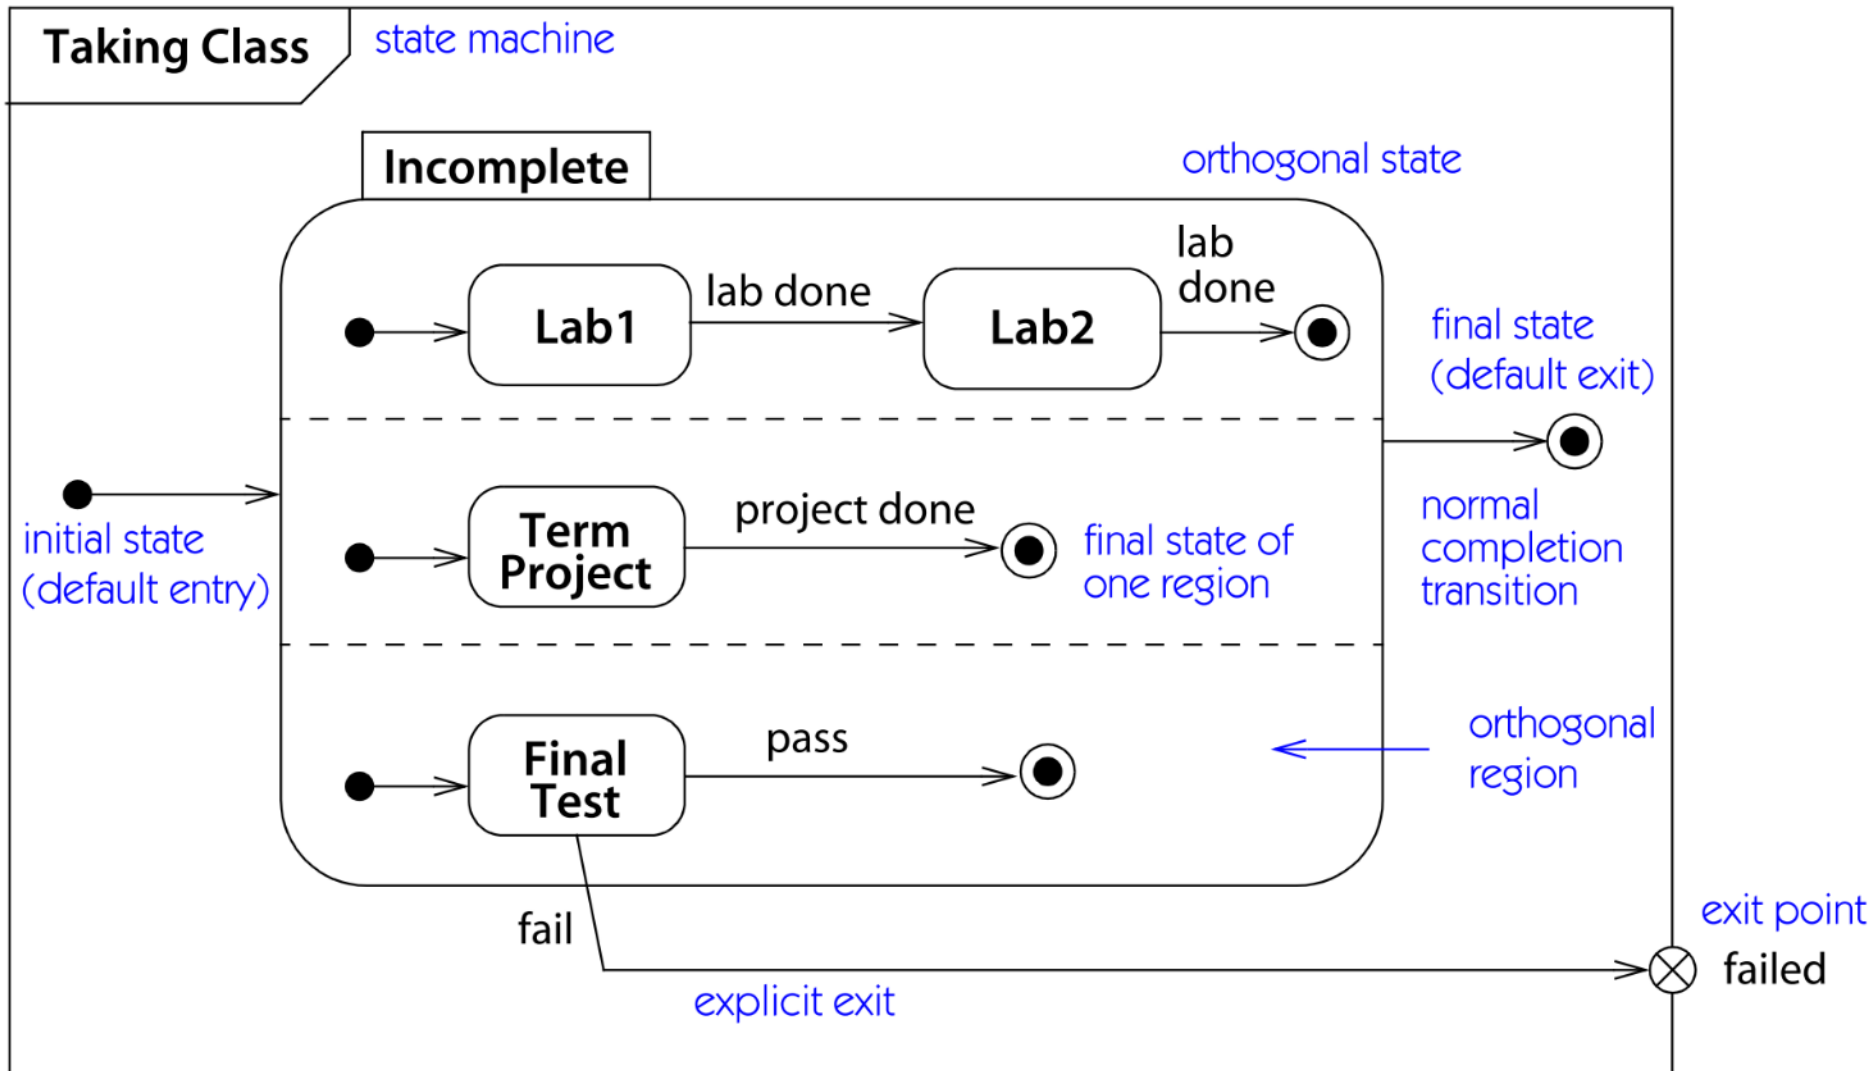 Taking Class
state machine
Incomplete
orthogonal state
lab
done
Lab1
lab done
Lab2
final state
(default exit)
initial state
(default entry)
Term
Project
project done
final state of
one region
normal
completion
transition
Final
Test
pass
orthogonal
region
fail
explicit exit
exit point
failed